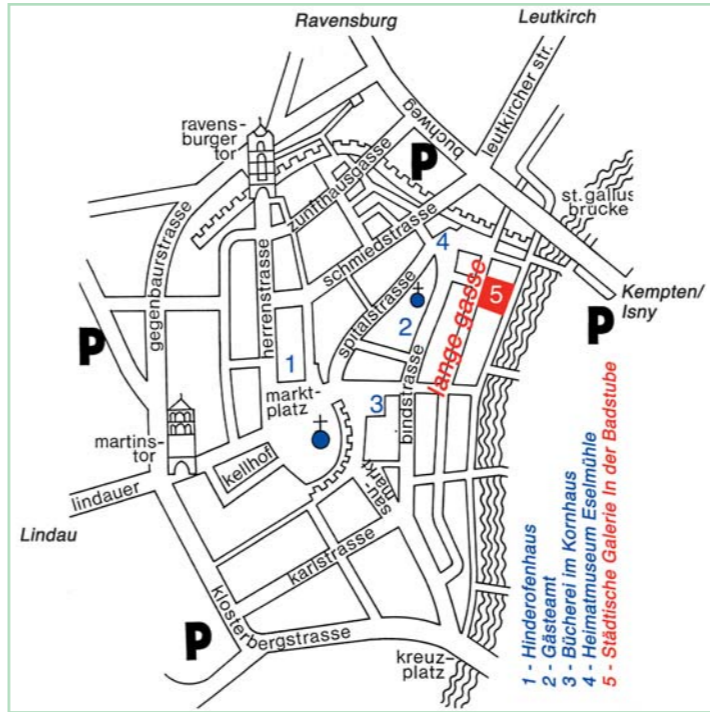 Ravensburg
Leutkirch
ravens-
burger
tor
buchweg
leutkircher str.
P
zunfthausgasse
st.gallus
brücke
schmiedstrasse
4
gegenbaurstrasse
herrenstrasse
spitalstrasse
lange gasse
5
Kempten/
Isny
2
P
P
1
markt-
platz
3
bindstrasse
martins-
tor
kellhof
sau-
markt
lindauer
Lindau
karlstrasse
klosterbergstrasse
P
kreuz-
platz
1 - Hinderofenhaus
2 - Gästeamt
3 - Bücherei im Kornhaus
4 - Heimatmuseum Eselmühle
5 - Städtische Galerie In der Badstube